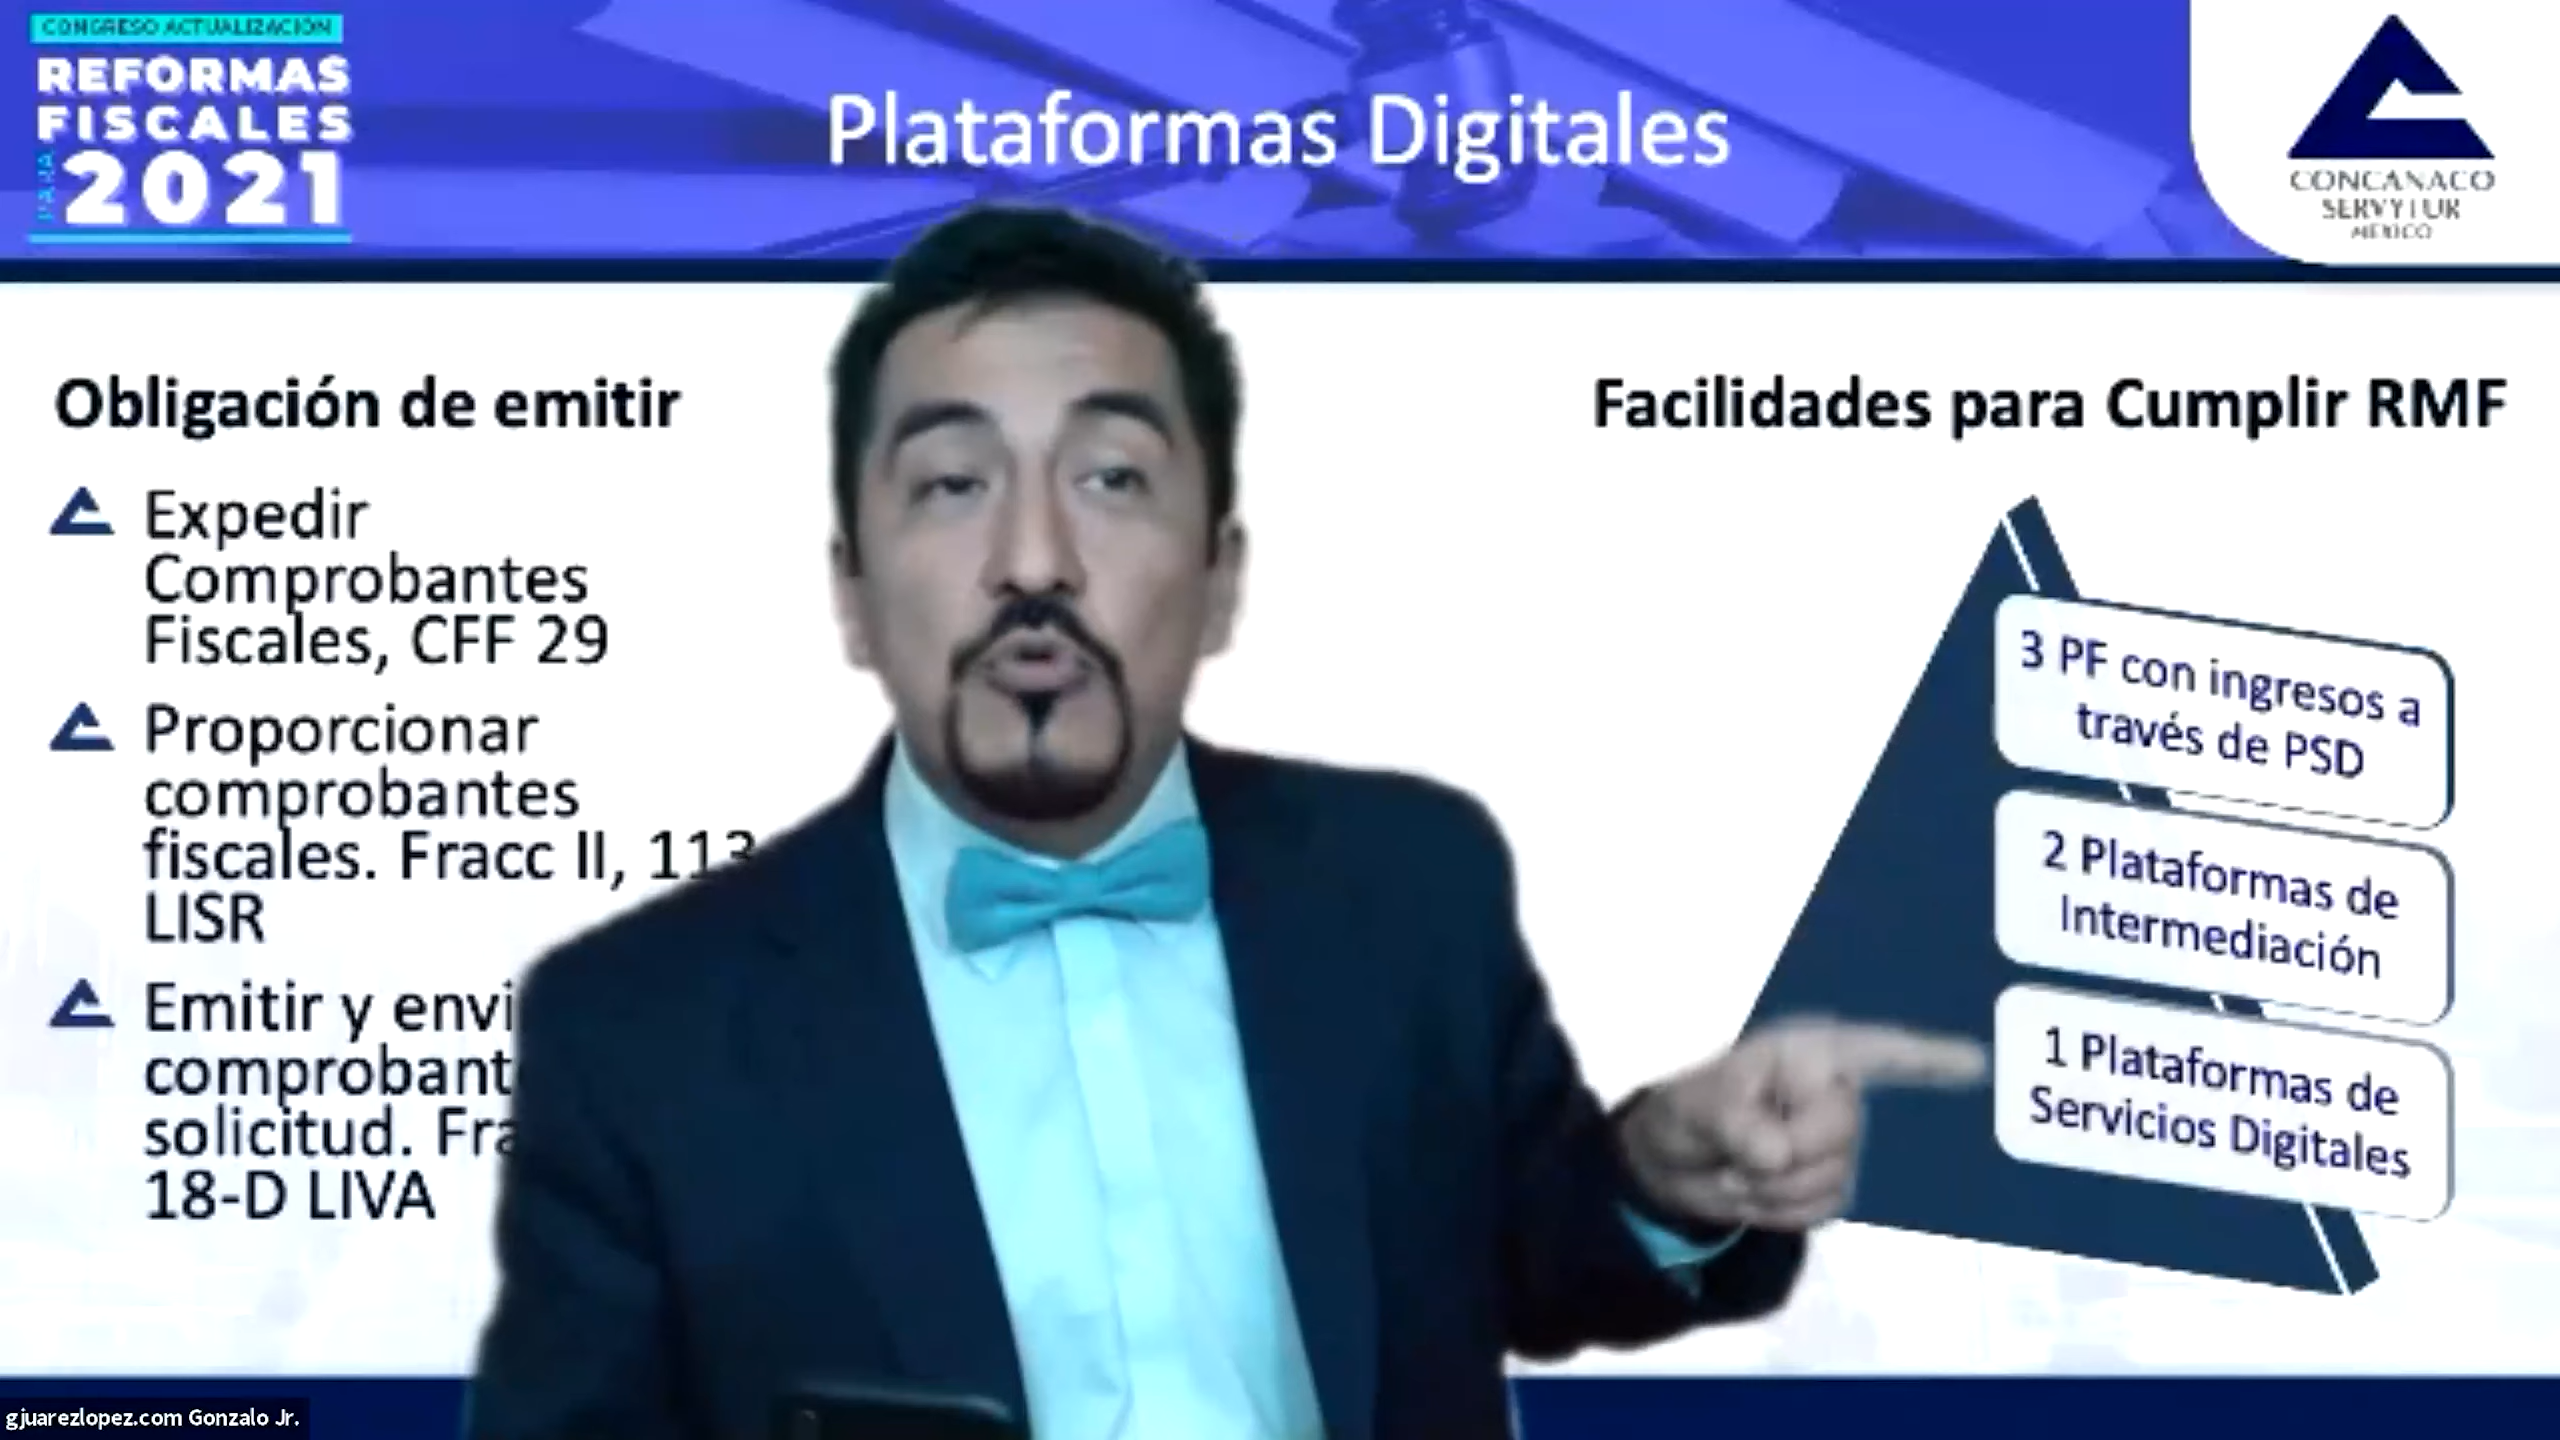 CONGRESO ACTUALIZACIÓN
REFORMAS
FISCALES
PARA
2021
Plataformas Digitales
CONCANACO
SERVYTUR
MÉXICO
Obligación de emitir
Expedir
Comprobantes
Fiscales, CFF 29
Proporcionar
comprobantes
fiscales. Fracc II, 113
LISR
Emitir y envi
comprobant
solicitud. Fra
18-D LIVA
Facilidades para Cumplir RMF
3 PF con ingresos a
través de PSD
2 Plataformas de
Intermediación
1 Plataformas de
Servicios Digitales
gjuarezlopez.com Gonzalo Jr.